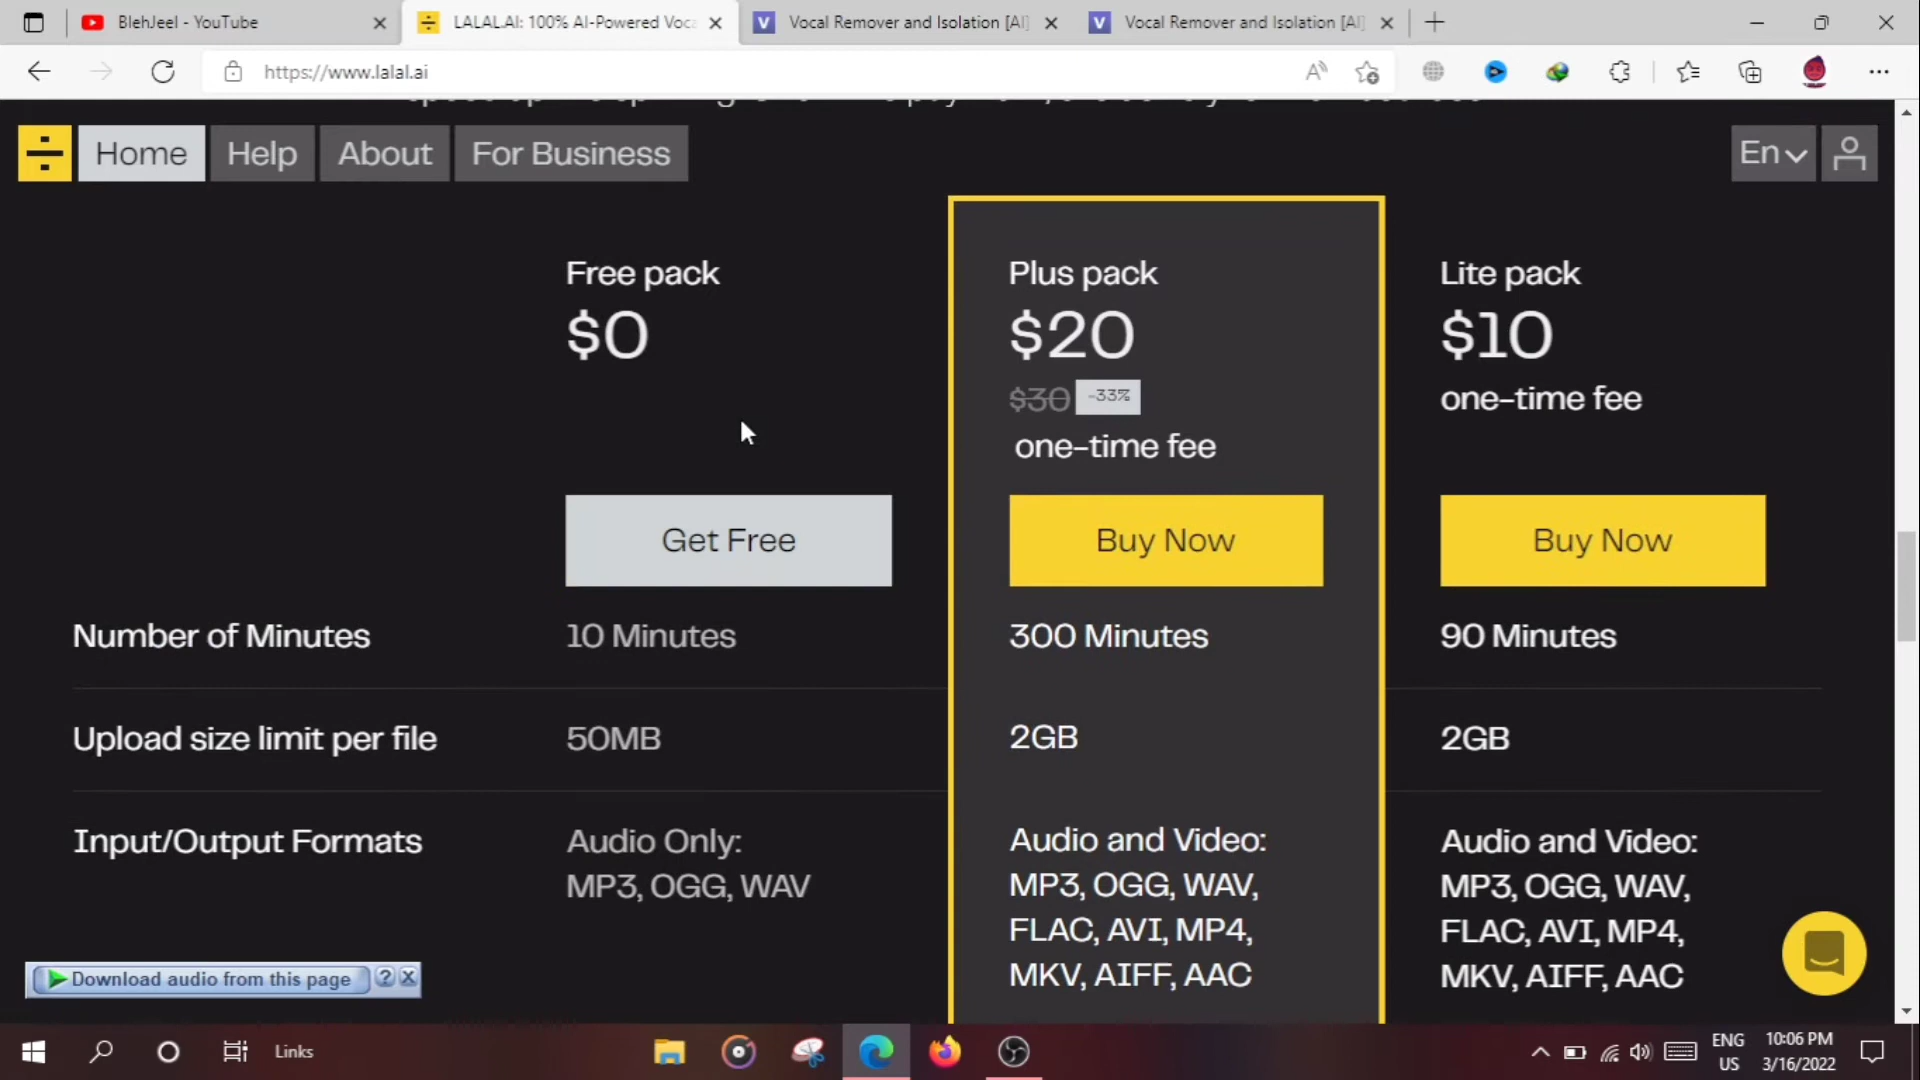 BlehJeel - YouTube
LALAL.AI: 100% AI-Powered Voca
Vocal Remover and Isolation [AI]
Vocal Remover and Isolation [AI]
https://www.lalal.ai
Home
Help
About
For Business
En
Free pack
$0
Get Free
Plus pack
$20
$30 -33%
one-time fee
Buy Now
Lite pack
$10
one-time fee
Buy Now
Number of Minutes
10 Minutes
300 Minutes
90 Minutes
Upload size limit per file
50MB
2GB
2GB
Input/Output Formats
Audio Only:
MP3, OGG, WAV
Audio and Video:
MP3, OGG, WAV,
FLAC, AVI, MP4,
MKV, AIFF, AAC
Audio and Video:
MP3, OGG, WAV,
FLAC, AVI, MP4,
MKV, AIFF, AAC
Download audio from this page
Links
ENG
US
10:06 PM
3/16/2022